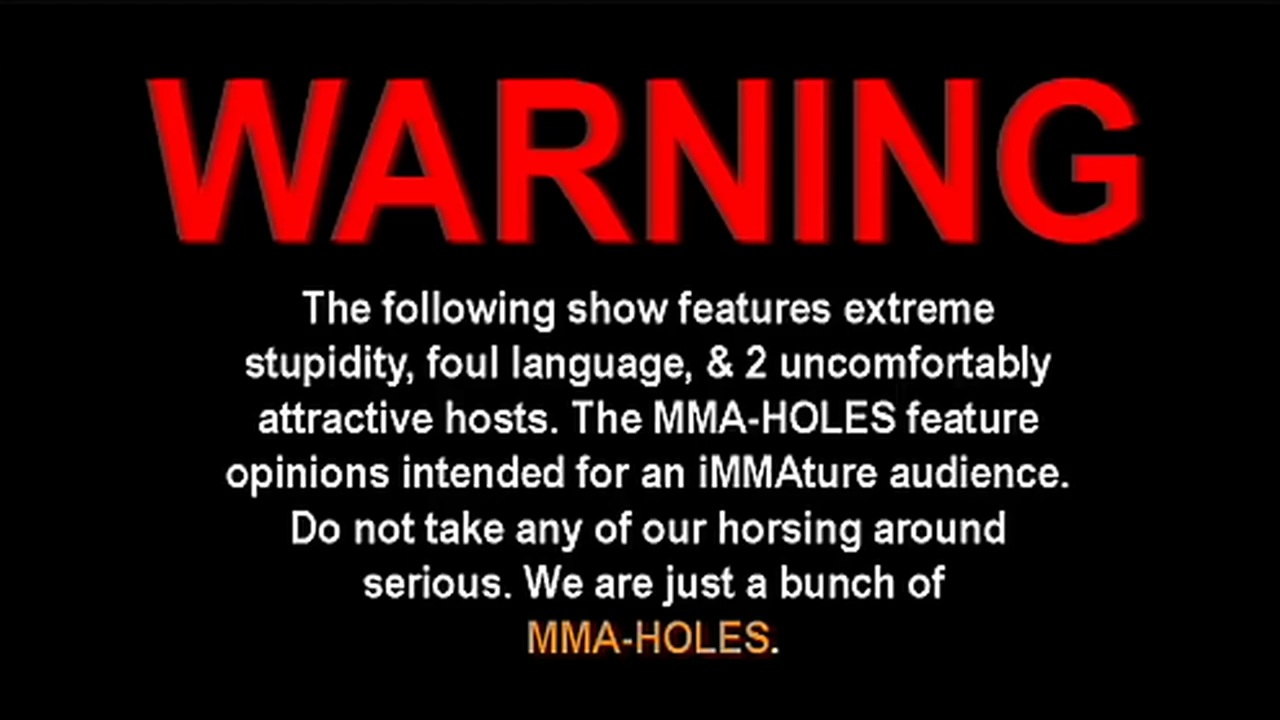 WARNING
The following show features extreme
stupidity, foul language, & 2 uncomfortably
attractive hosts. The MMA-HOLES feature
opinions intended for an iMMAture audience.
Do not take any of our horsing around
serious. We are just a bunch of
MMA-HOLES.